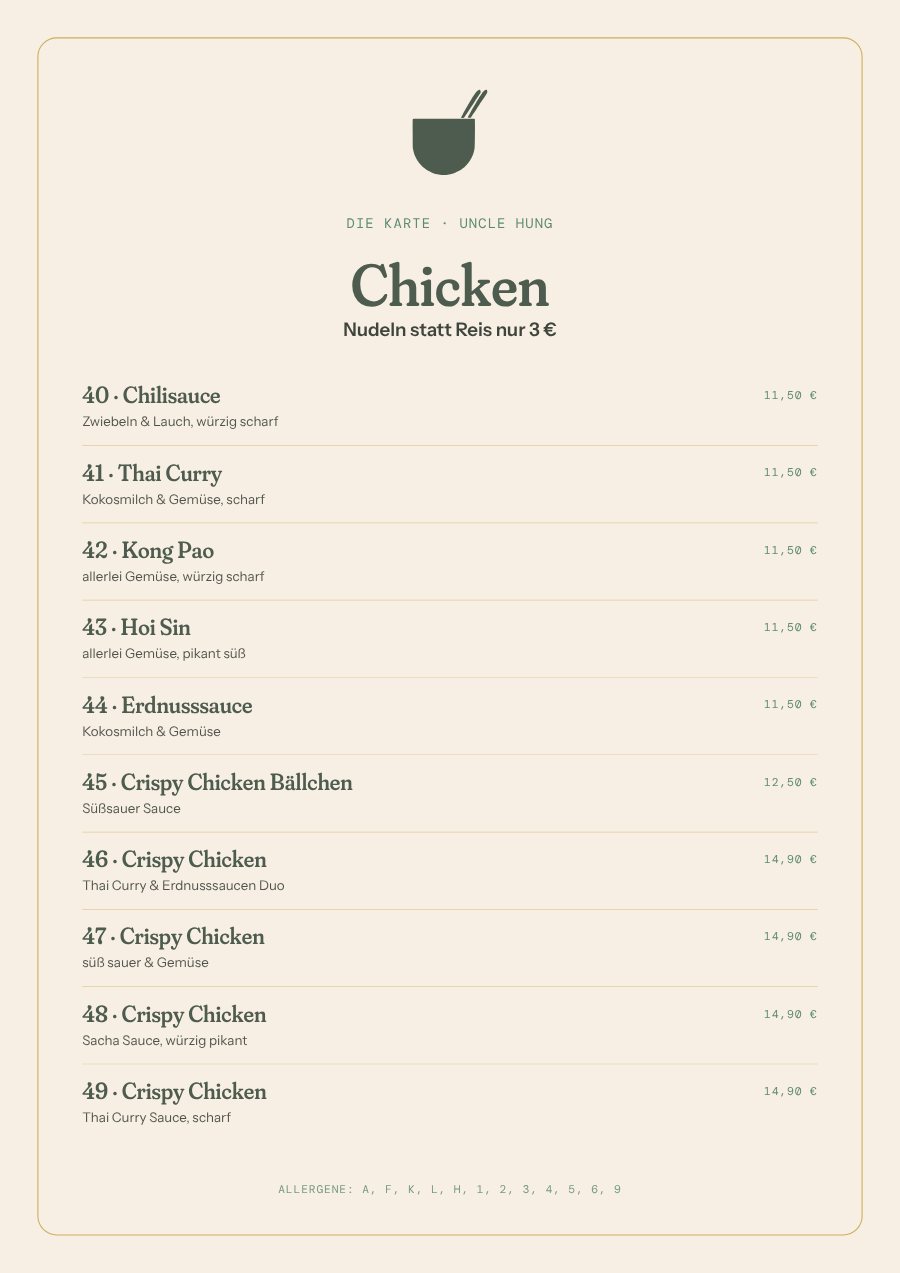 DIE KARTE · UNCLE HUNG
Chicken
Nudeln statt Reis nur 3 €
40 · Chilisauce 11,50 €
Zwiebeln & Lauch, würzig scharf
41 · Thai Curry 11,50 €
Kokosmilch & Gemüse, scharf
42 · Kong Pao 11,50 €
allerlei Gemüse, würzig scharf
43 · Hoi Sin 11,50 €
allerlei Gemüse, pikant süß
44 · Erdnusssauce 11,50 €
Kokosmilch & Gemüse
45 · Crispy Chicken Bällchen 12,50 €
Süßsauer Sauce
46 · Crispy Chicken 14,90 €
Thai Curry & Erdnusssaucen Duo
47 · Crispy Chicken 14,90 €
süß sauer & Gemüse
48 · Crispy Chicken 14,90 €
Sacha Sauce, würzig pikant
49 · Crispy Chicken 14,90 €
Thai Curry Sauce, scharf
ALLERGENE: A, F, K, L, H, 1, 2, 3, 4, 5, 6, 9